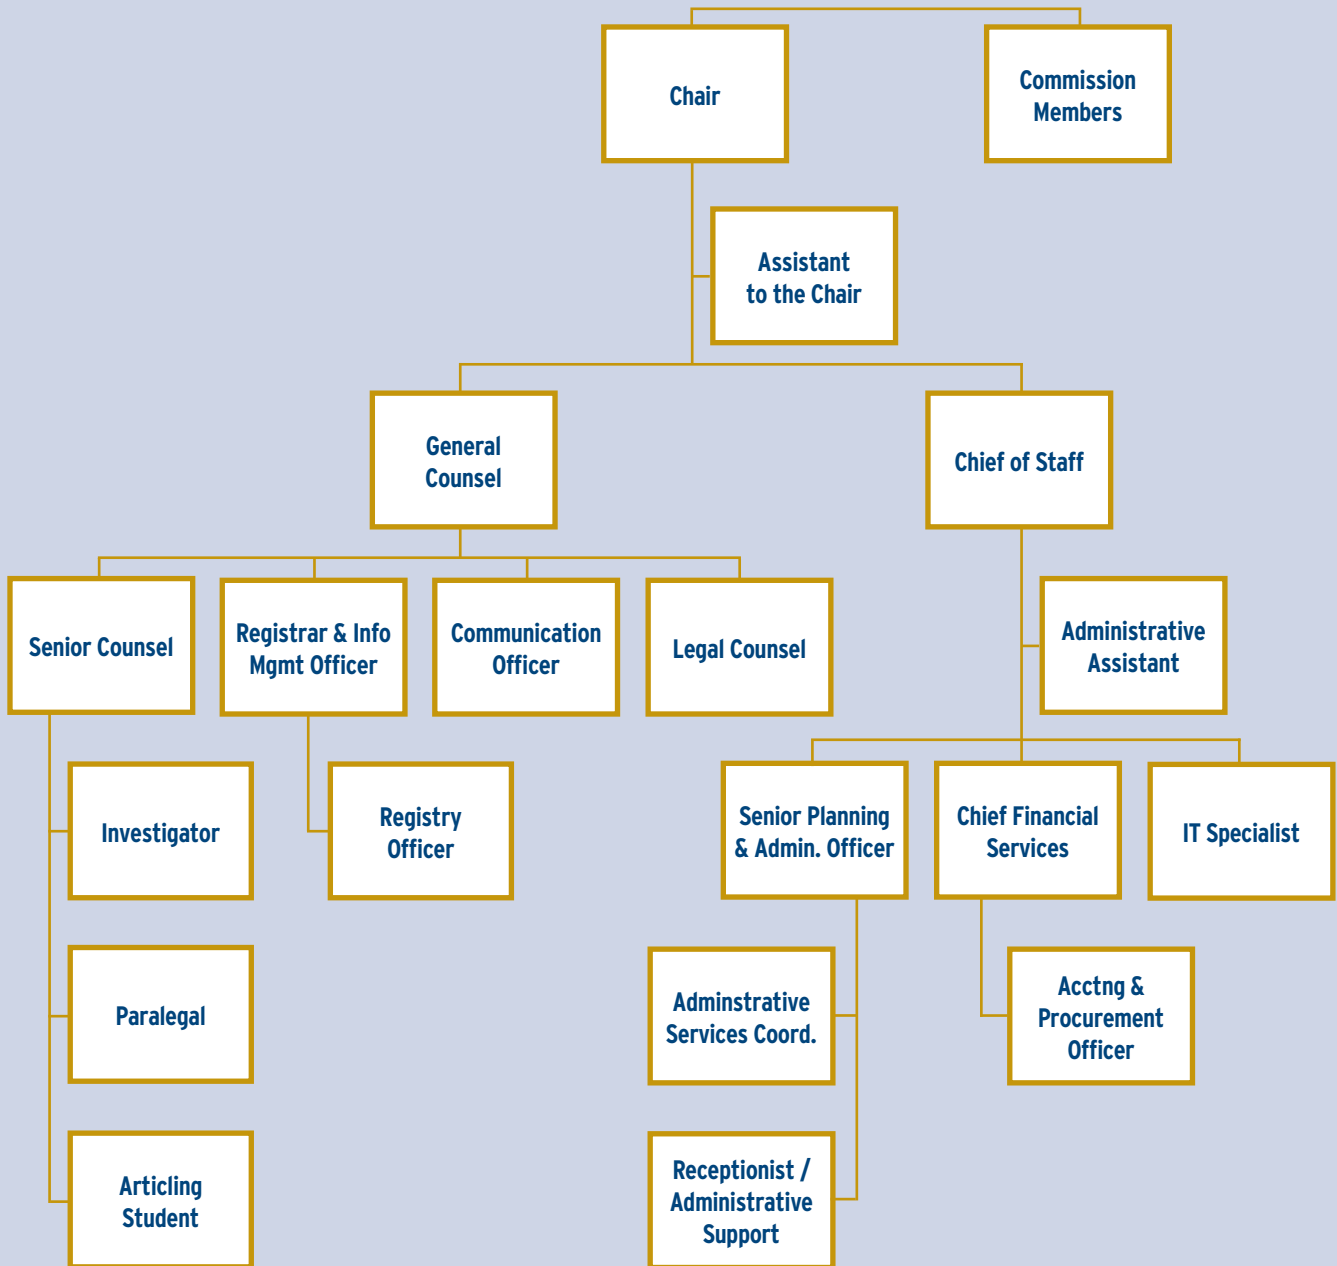 Chair
Commission
Members
Assistant
to the Chair
General
Counsel
Chief of Staff
Senior Counsel
Registrar & Info
Mgmt Officer
Communication
Officer
Legal Counsel
Administrative
Assistant
Investigator
Registry
Officer
Senior Planning
& Admin. Officer
Chief Financial
Services
IT Specialist
Paralegal
Adminstrative
Services Coord.
Acctng &
Procurement
Officer
Articling
Student
Receptionist /
Administrative
Support